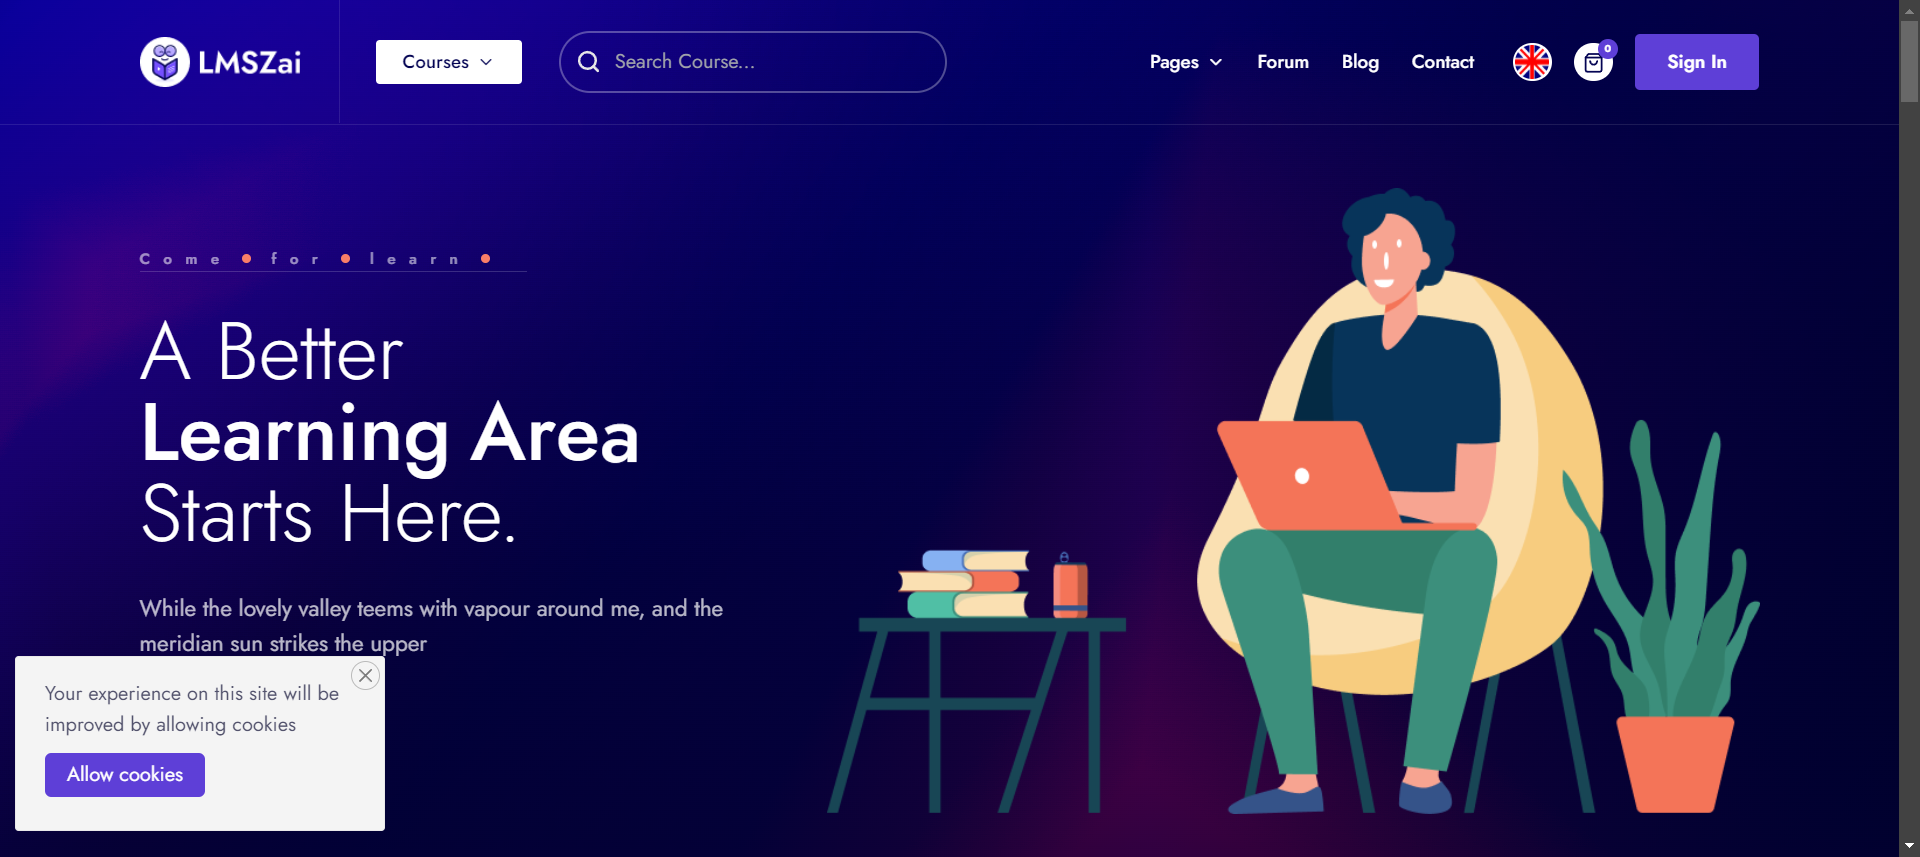 LMSZai
Courses
Search Course...
Pages
Forum
Blog
Contact
0
Sign In
Come • for • learn •
A Better
Learning Area
Starts Here.
While the lovely valley teems with vapour around me, and the
meridian sun strikes the upper
Your experience on this site will be
improved by allowing cookies
Allow cookies